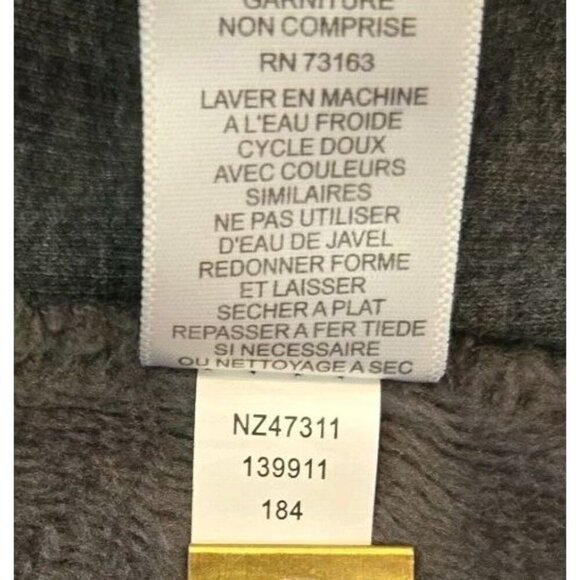 GARNITURE
NON COMPRISE
RN 73163
LAVER EN MACHINE
A L'EAU FROIDE
CYCLE DOUX
AVEC COULEURS
SIMILAIRES
NE PAS UTILISER
D'EAU DE JAVEL
REDONNER FORME
ET LAISSER
SECHER A PLAT
REPASSER A FER TIEDE
SI NECESSAIRE
OU NETTOYAGE A SEC
NZ47311
139911
184